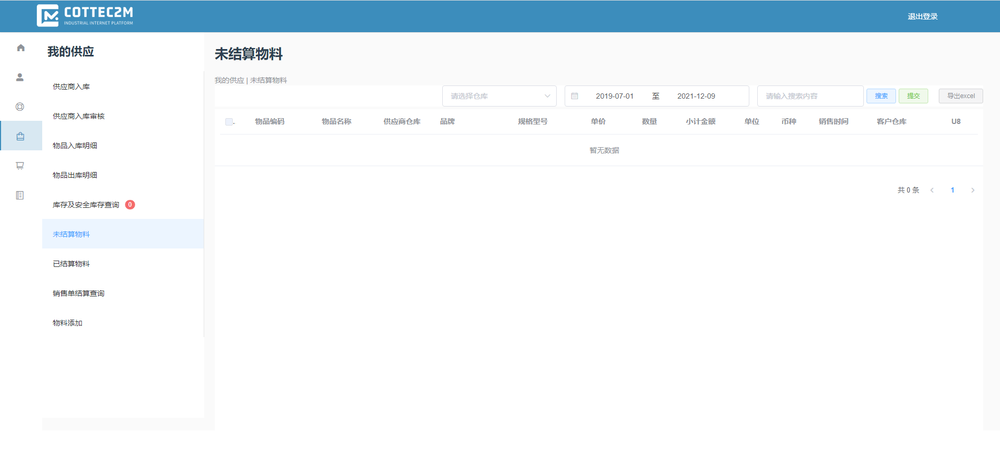 COTTEC2M
INDUSTRIAL INTERNET PLATFORM
退出登录
我的供应
供应商入库
供应商入库审核
物品入库明细
物品出库明细
库存及安全库存查询 0
未结算物料
已结算物料
销售单结算查询
物料添加
未结算物料
我的供应 | 未结算物料
请选择仓库 2019-07-01 至 2021-12-09 请输入搜索内容 搜索 提交 导出excel
. 物品编码 物品名称 供应商仓库 品牌 规格型号 单价 数量 小计金额 单位 币种 销售时间 客户仓库 U8
暂无数据
共 0 条 1